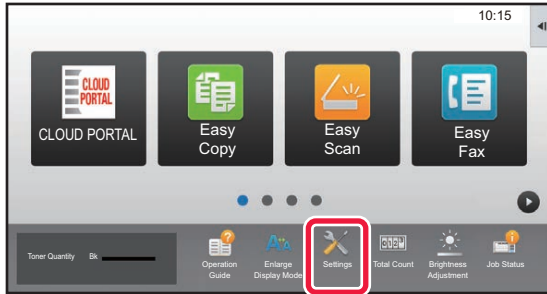 10:15
CLOUD
PORTAL
CLOUD PORTAL
Easy
Copy
Easy
Scan
Easy
Fax
Toner Quantity
Bk
Operation
Guide
Enlarge
Display Mode
Settings
Total Count
Brightness
Adjustment
Job Status